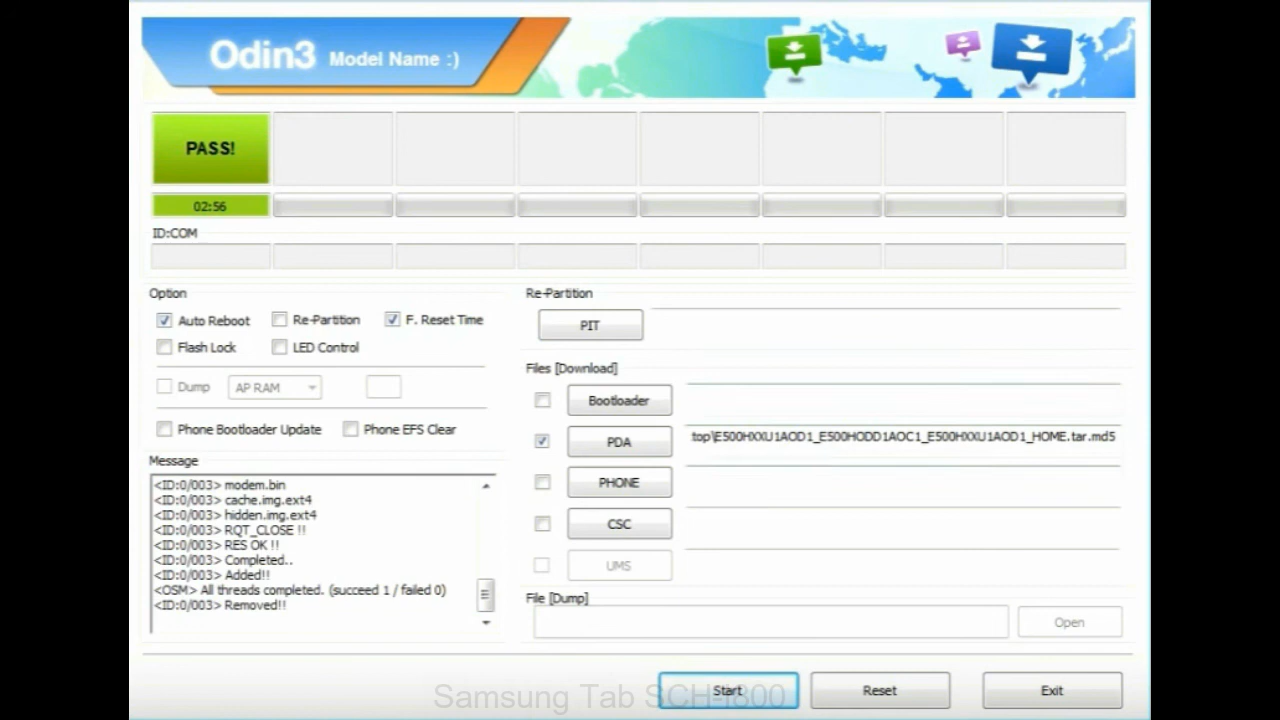 Odin3 Model Name :)
PASS!
02:56
ID:COM
Option
Auto Reboot Re-Partition F. Reset Time
Flash Lock LED Control
Dump AP RAM
Phone Bootloader Update Phone EFS Clear
Message
<ID:0/003> modem.bin
<ID:0/003> cache.img.ext4
<ID:0/003> hidden.img.ext4
<ID:0/003> RQT_CLOSE !!
<ID:0/003> RES OK !!
<ID:0/003> Completed..
<ID:0/003> Added!!
<OSM> All threads completed. (succeed 1 / failed 0)
<ID:0/003> Removed!!
Re-Partition
PIT
Files [Download]
Bootloader
PDA top\E500HXXU1AOD1_E500HODD1AOC1_E500HXXU1AOD1_HOME.tar.md5
PHONE
CSC
UMS
File [Dump]
Open
Start Reset Exit
Samsung Tab SCH-I800